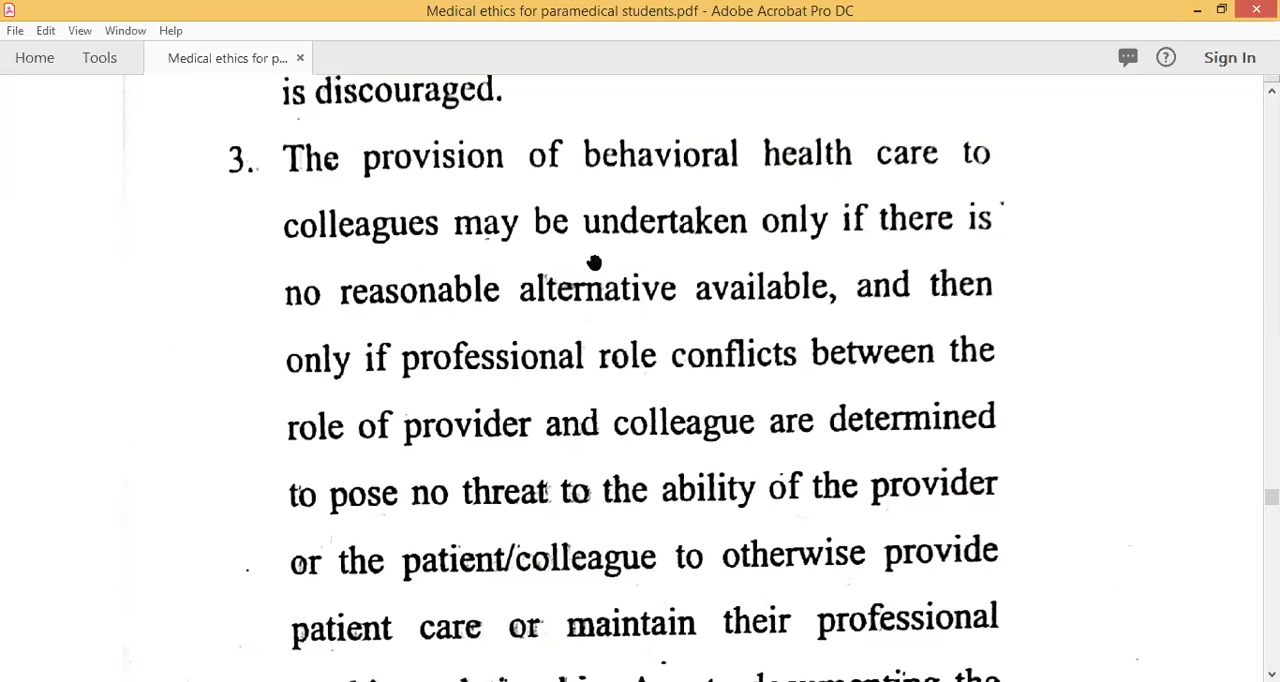 Medical ethics for paramedical students.pdf - Adobe Acrobat Pro DC
File Edit View Window Help
Home Tools Medical ethics for p... × Sign In
is discouraged.
3. The provision of behavioral health care to
colleagues may be undertaken only if there is
no reasonable alternative available, and then
only if professional role conflicts between the
role of provider and colleague are determined
to pose no threat to the ability of the provider
or the patient/colleague to otherwise provide
patient care or maintain their professional
documenting the